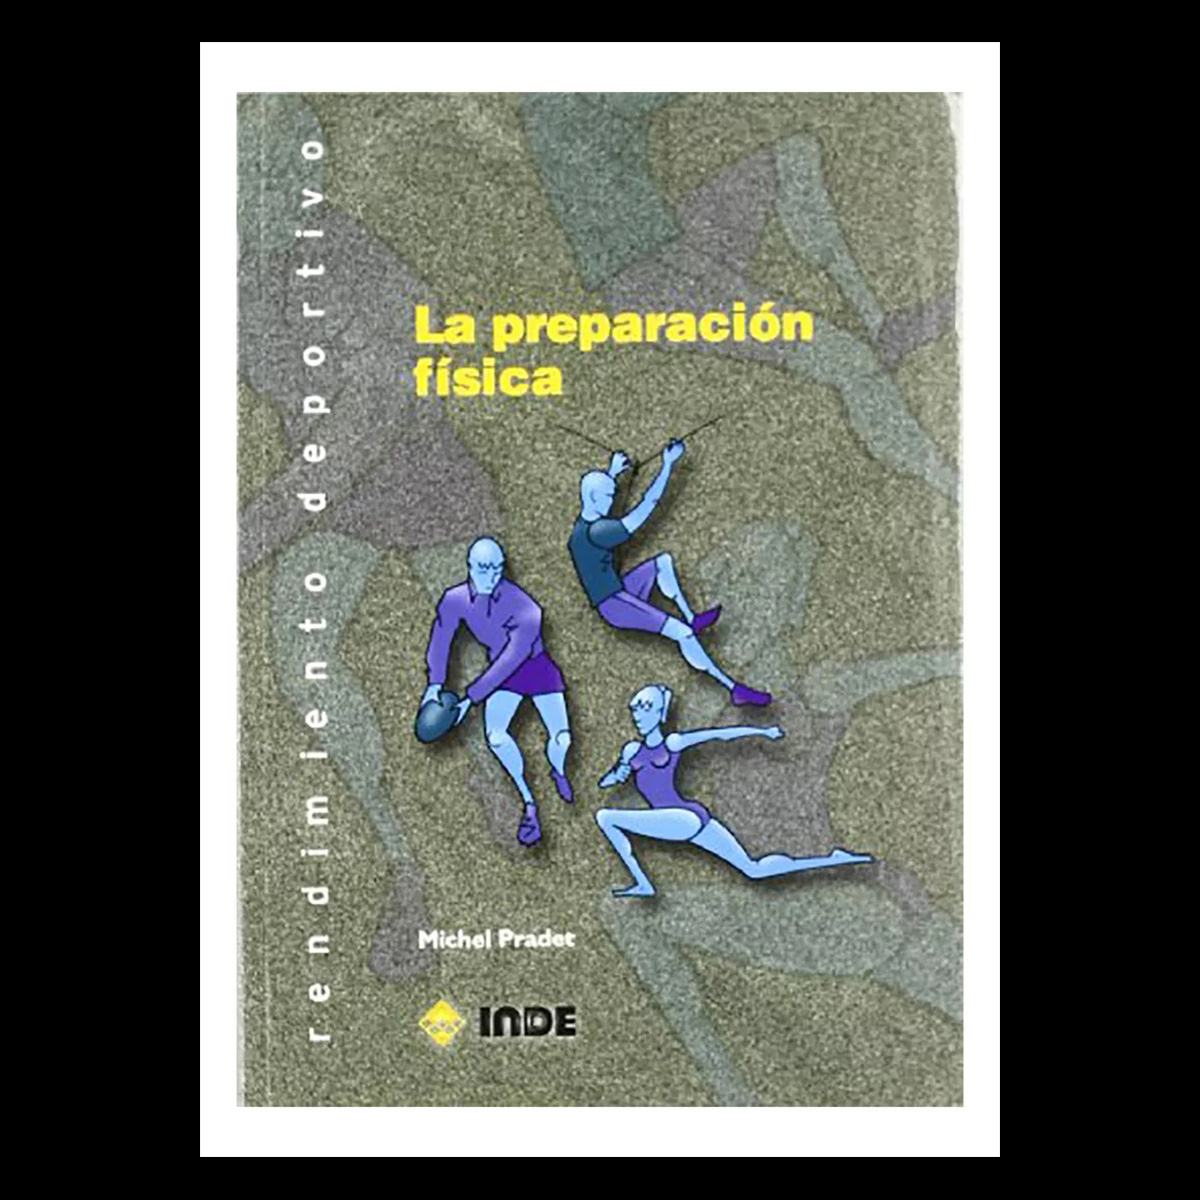 rendimiento deportivo
La preparación
física
Michel Pradet
INDE